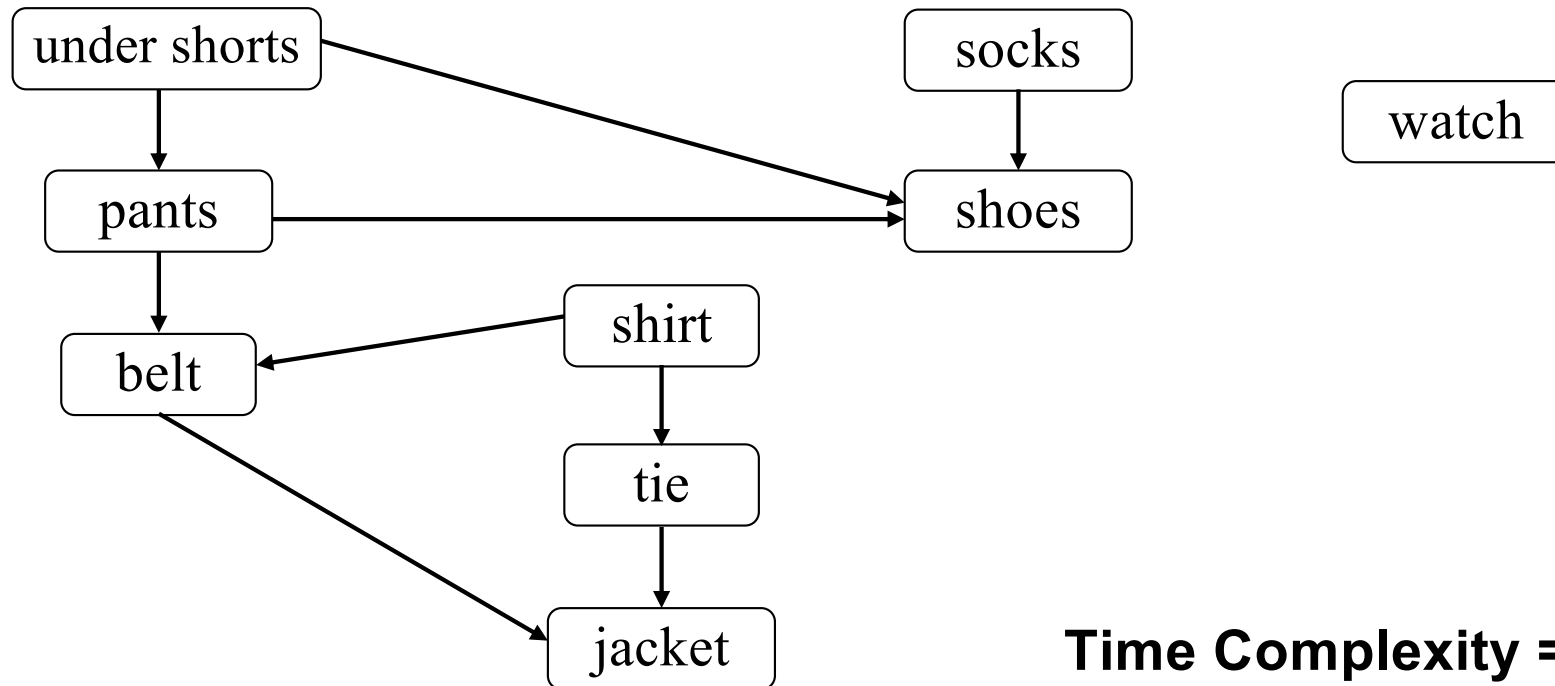 under shorts
socks
watch
pants
shoes
shirt
belt
tie
jacket
Time Complexity =